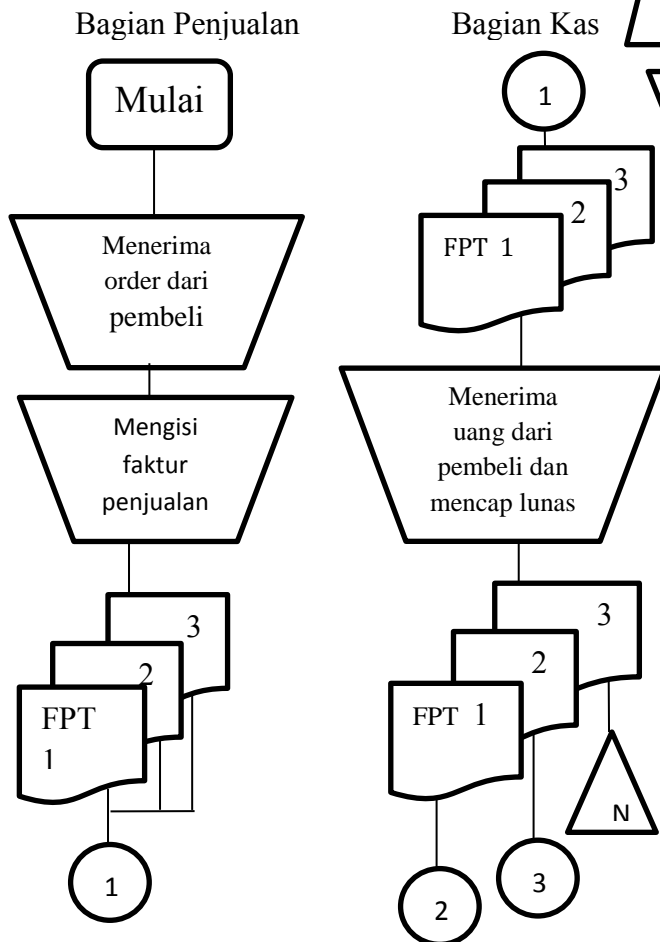 Bagian Penjualan
Mulai
Menerima
order dari
pembeli
Mengisi
faktur
penjualan
3
2
FPT
1
1
Bagian Kas
1
3
2
FPT 1
Menerima
uang dari
pembeli dan
mencap lunas
3
2
FPT 1
N
3
2